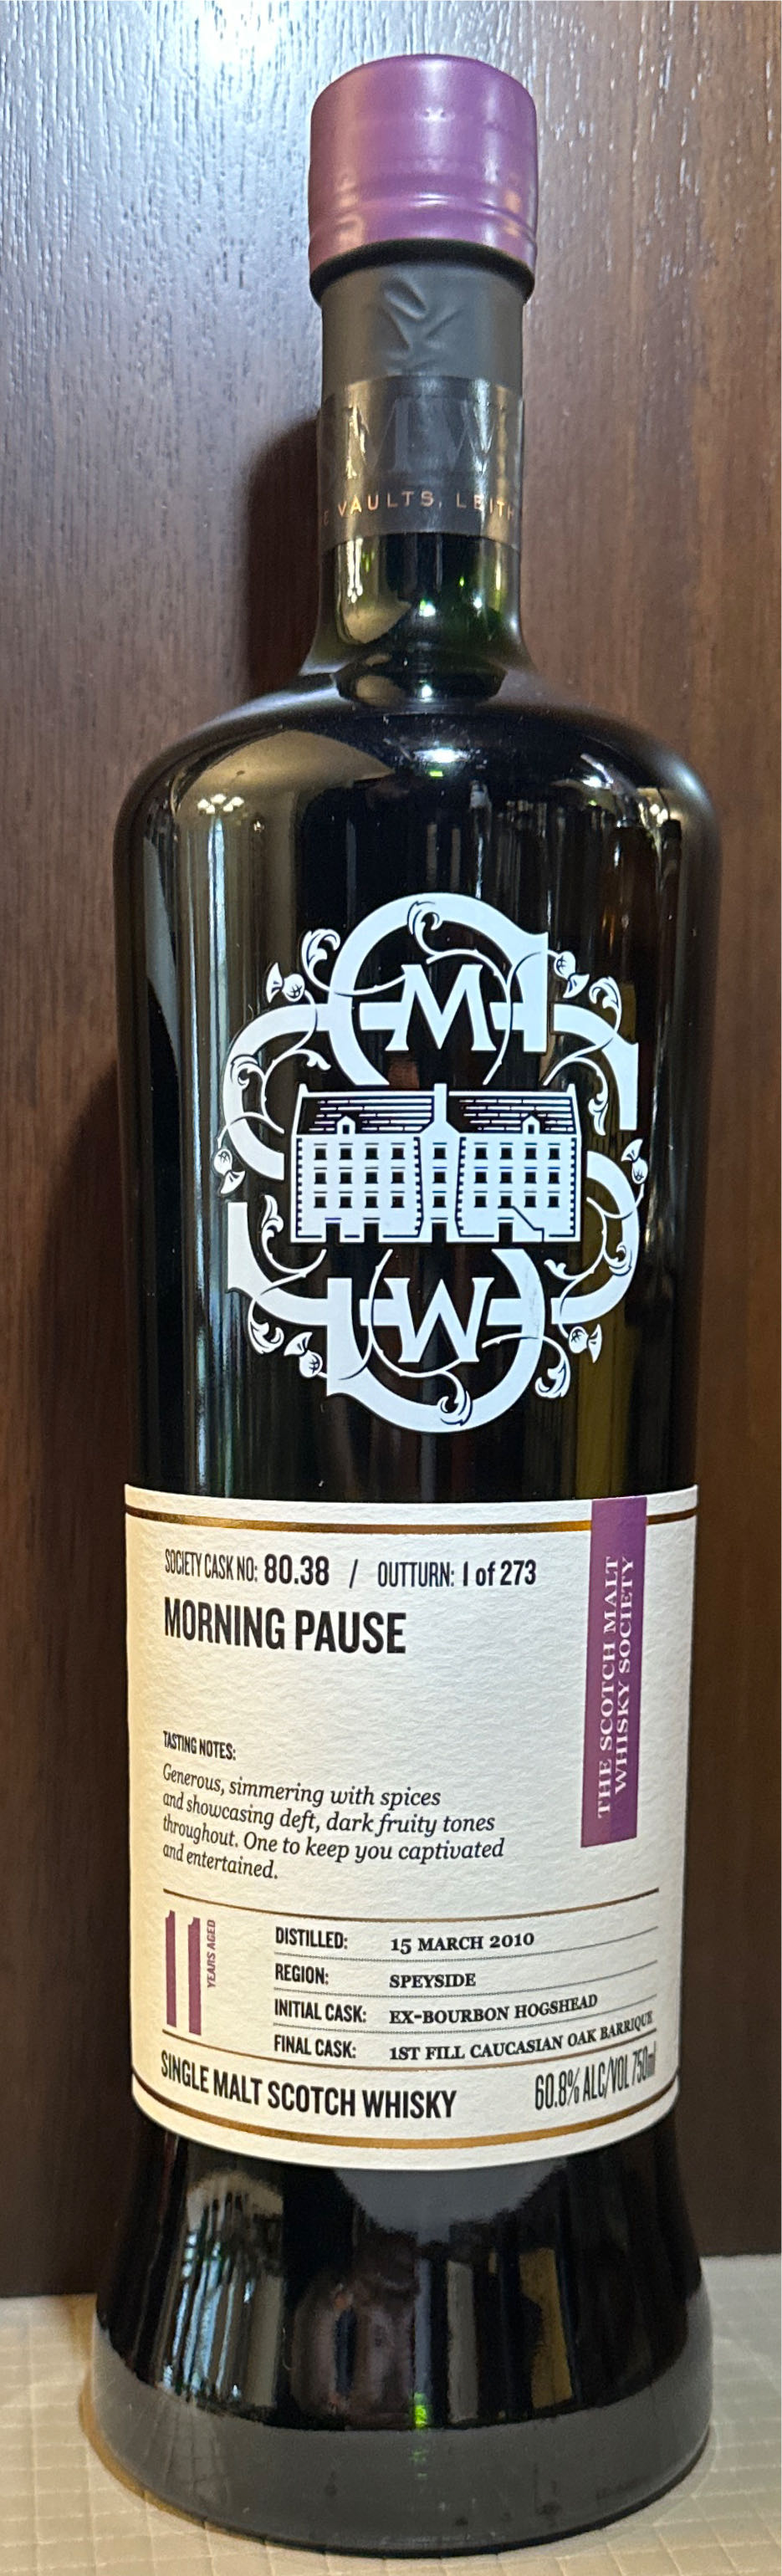 MW
E VAULTS, LEITH
M
W
SOCIETY CASK NO: 80.38 / OUTTURN: 1 of 273
MORNING PAUSE
THE SCOTCH MALT
WHISKY SOCIETY
TASTING NOTES:
Generous, simmering with spices
and showcasing deft, dark fruity tones
throughout. One to keep you captivated
and entertained.
11 YEARS AGED
DISTILLED: 15 MARCH 2010
REGION: SPEYSIDE
INITIAL CASK: EX-BOURBON HOGSHEAD
FINAL CASK: 1ST FILL CAUCASIAN OAK BARRIQUE
SINGLE MALT SCOTCH WHISKY 60.8% ALC/VOL 750ml